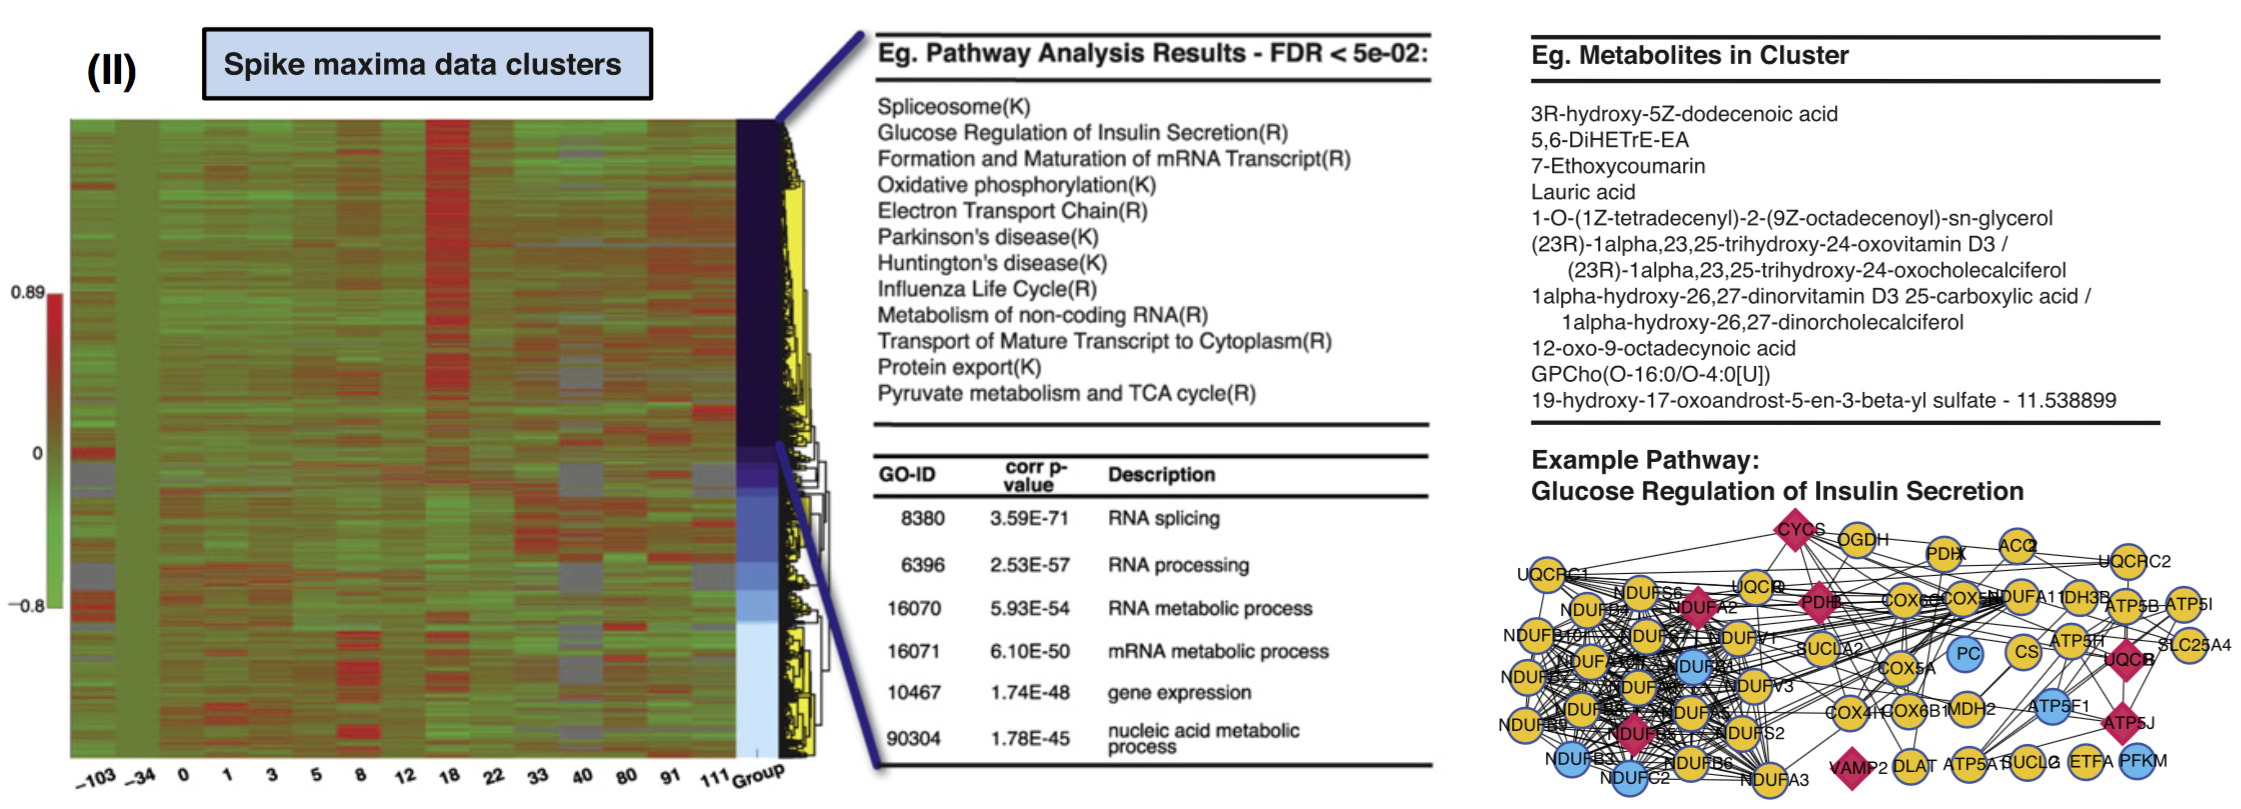 (II)
Spike maxima data clusters
0.89
0
−0.8
−103 −34 0 1 3 5 8 12 18 22 33 40 80 91 111 Group
Eg. Pathway Analysis Results - FDR < 5e-02:
Spliceosome(K)
Glucose Regulation of Insulin Secretion(R)
Formation and Maturation of mRNA Transcript(R)
Oxidative phosphorylation(K)
Electron Transport Chain(R)
Parkinson's disease(K)
Huntington's disease(K)
Influenza Life Cycle(R)
Metabolism of non-coding RNA(R)
Transport of Mature Transcript to Cytoplasm(R)
Protein export(K)
Pyruvate metabolism and TCA cycle(R)
GO-ID corr p-value Description
8380 3.59E-71 RNA splicing
6396 2.53E-57 RNA processing
16070 5.93E-54 RNA metabolic process
16071 6.10E-50 mRNA metabolic process
10467 1.74E-48 gene expression
90304 1.78E-45 nucleic acid metabolic process
Eg. Metabolites in Cluster
3R-hydroxy-5Z-dodecenoic acid
5,6-DiHETrE-EA
7-Ethoxycoumarin
Lauric acid
1-O-(1Z-tetradecenyl)-2-(9Z-octadecenoyl)-sn-glycerol
(23R)-1alpha,23,25-trihydroxy-24-oxovitamin D3 /
(23R)-1alpha,23,25-trihydroxy-24-oxocholecalciferol
1alpha-hydroxy-26,27-dinorvitamin D3 25-carboxylic acid /
1alpha-hydroxy-26,27-dinorcholecalciferol
12-oxo-9-octadecynoic acid
GPCho(O-16:0/O-4:0[U])
19-hydroxy-17-oxoandrost-5-en-3-beta-yl sulfate - 11.538899
Example Pathway:
Glucose Regulation of Insulin Secretion
CYCS OGDH PDHX ACO2 UQCRC2
UQCRC1 NDUFS6 NDUFA2 NDUFA11 IDH3B ATP5B ATP5I
NDUFB10 NDUFV1 SUCLA2 PC CS ATP5H SLC25A4
COX5A UQCRB
NDUFV3 COX6B1 MDH2 ATP5F1 ATP5J
NDUFS2
NDUFB3 NDUFC2 NDUFB6 NDUFA3 VAMP2 DLAT ATP5A1 SUCLG ETFA PFKM